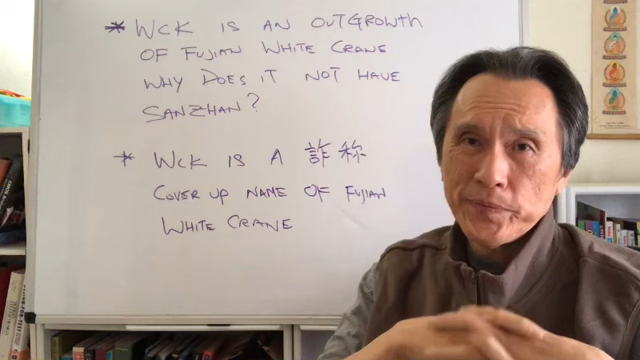 * WCK IS AN OUTGROWTH
OF FUJIAN WHITE CRANE
WHY DOES IT NOT HAVE
SANZHAN?
* WCK IS A 詐称
COVER UP NAME OF FUJIAN
WHITE CRANE